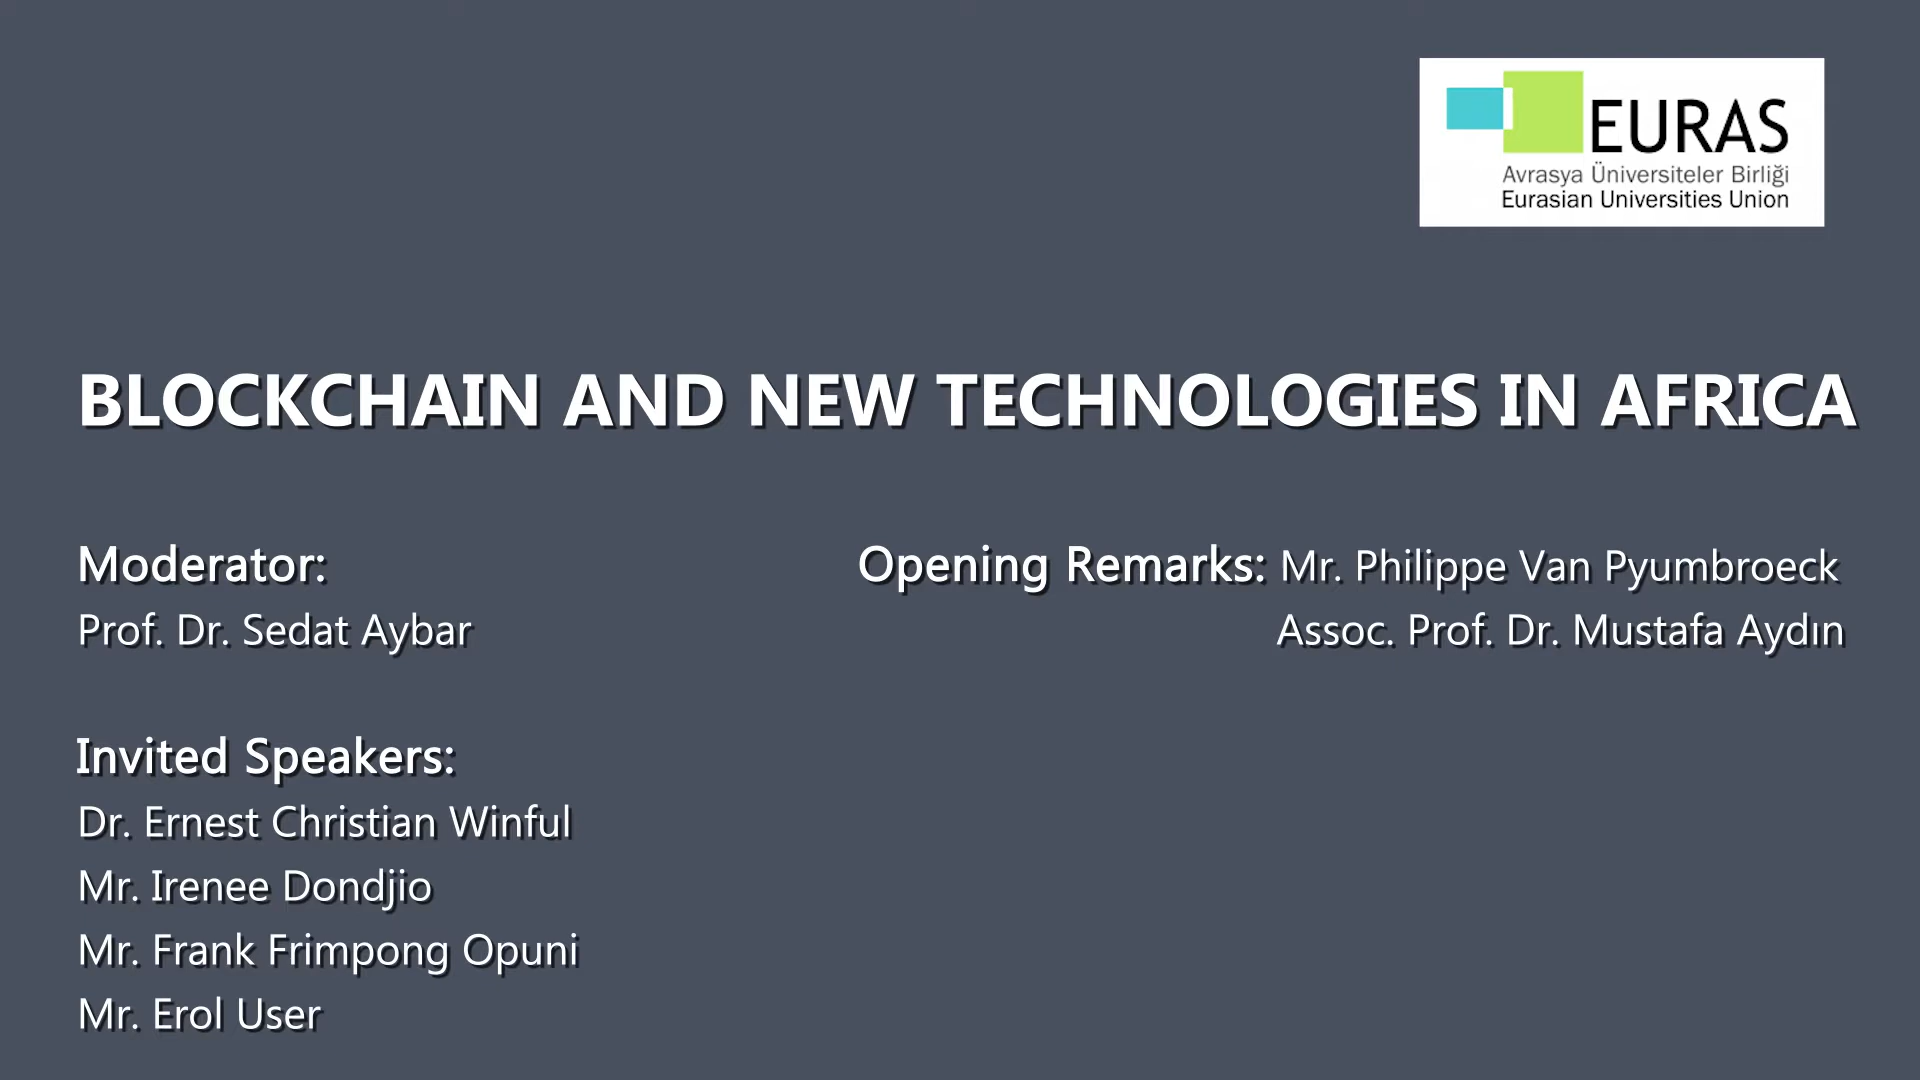 EURAS
Avrasya Üniversiteler Birliği
Eurasian Universities Union
BLOCKCHAIN AND NEW TECHNOLOGIES IN AFRICA
Moderator:
Prof. Dr. Sedat Aybar
Opening Remarks: Mr. Philippe Van Pyumbroeck
Assoc. Prof. Dr. Mustafa Aydın
Invited Speakers:
Dr. Ernest Christian Winful
Mr. Irenee Dondjio
Mr. Frank Frimpong Opuni
Mr. Erol User